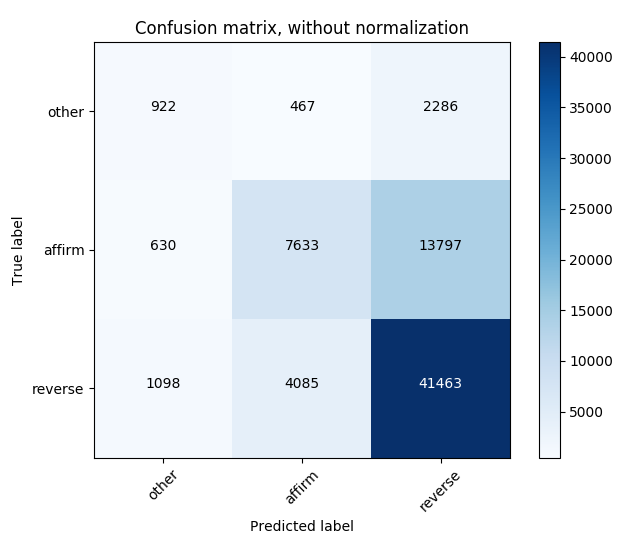 Confusion matrix, without normalization
other 922 467 2286
affirm 630 7633 13797
reverse 1098 4085 41463
other affirm reverse
True label
Predicted label
40000
35000
30000
25000
20000
15000
10000
5000